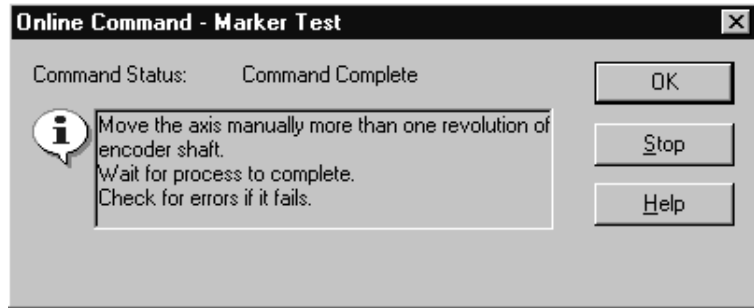 Online Command - Marker Test
Command Status: Command Complete
OK
Move the axis manually more than one revolution of
encoder shaft.
Wait for process to complete.
Check for errors if it fails.
Stop
Help